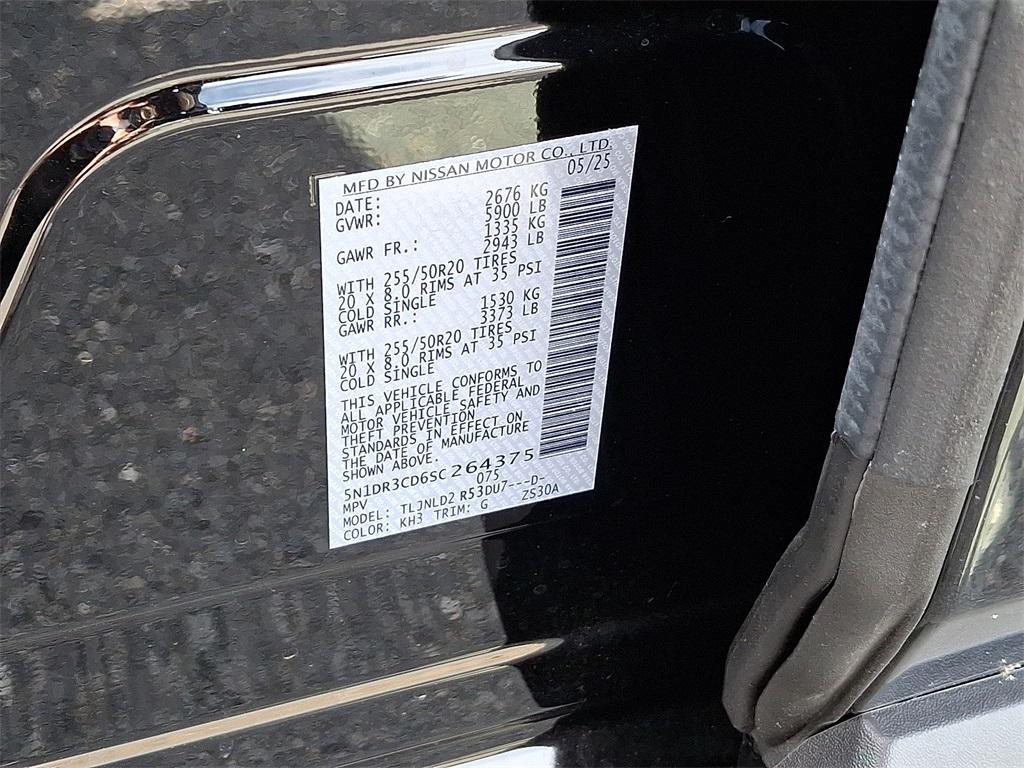 MFD BY NISSAN MOTOR CO., LTD.
DATE: 05/25
GVWR: 2676 KG
5900 LB
GAWR FR.: 1335 KG
2943 LB
WITH 255/50R20 TIRES
20 X 8.0 RIMS AT 35 PSI
COLD SINGLE
GAWR RR.: 1530 KG
3373 LB
WITH 255/50R20 TIRES
20 X 8.0 RIMS AT 35 PSI
COLD SINGLE
THIS VEHICLE CONFORMS TO
ALL APPLICABLE FEDERAL
MOTOR VEHICLE SAFETY AND
THEFT PREVENTION
STANDARDS IN EFFECT ON
THE DATE OF MANUFACTURE
SHOWN ABOVE.
5N1DR3CD6SC264375
MPV 075
MODEL: TLJNLD2 R53DU7---D-
COLOR: KH3 TRIM: G ZS30A